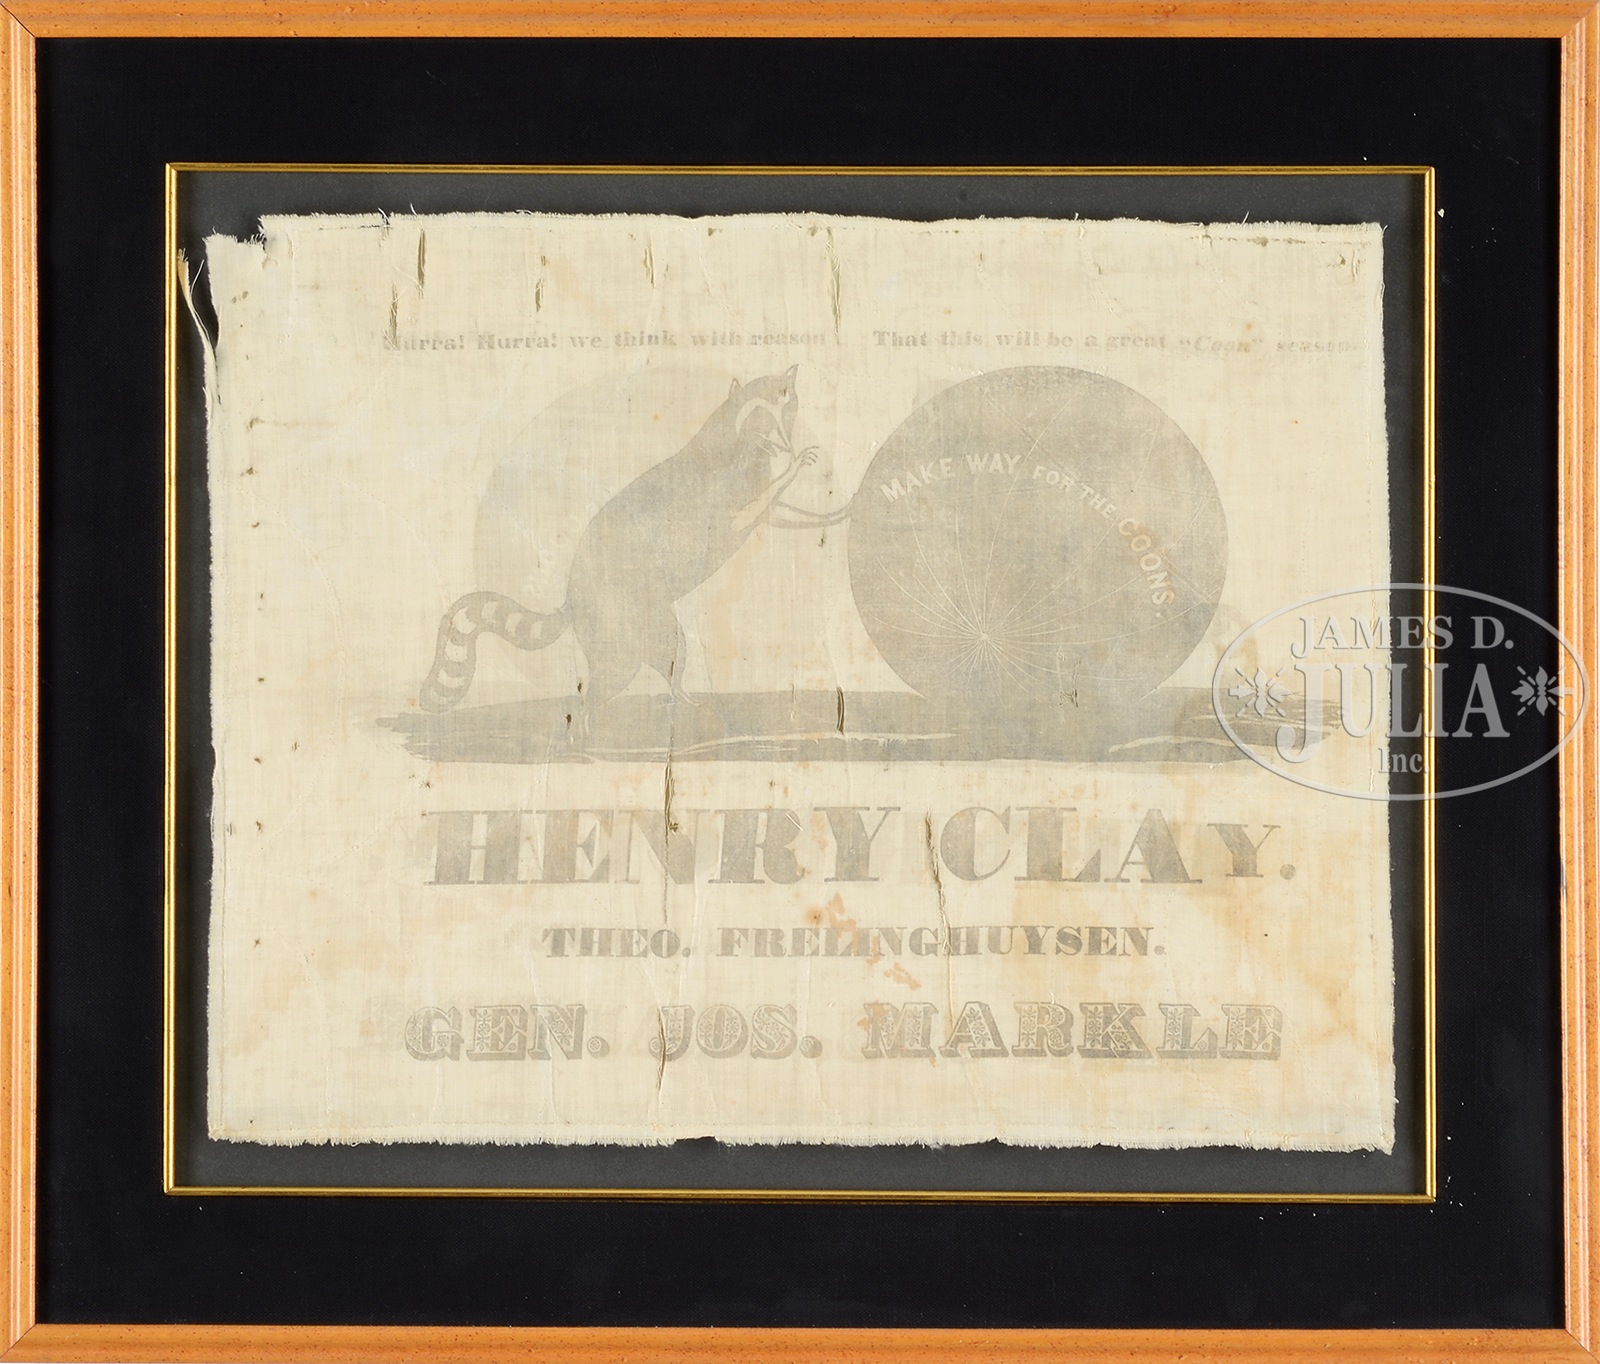 Hurra! Hurra! we think with reason   That this will be a great "Coon" season
MAKE WAY FOR THE COONS.
HENRY CLAY.
THEO. FRELINGHUYSEN.
GEN. JOS. MARKLE
JAMES D.
JULIA
Inc.